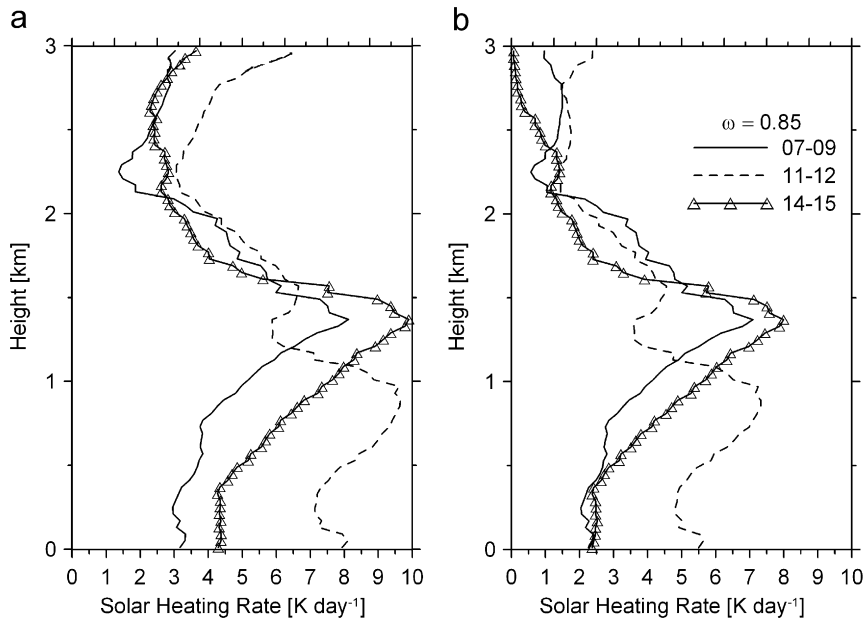 a
b
3
2
1
0
Height [km]
0 1 2 3 4 5 6 7 8 9 10
Solar Heating Rate [K day-1]
3
2
1
0
Height [km]
0 1 2 3 4 5 6 7 8 9 10
Solar Heating Rate [K day-1]
ω = 0.85
07-09
11-12
14-15